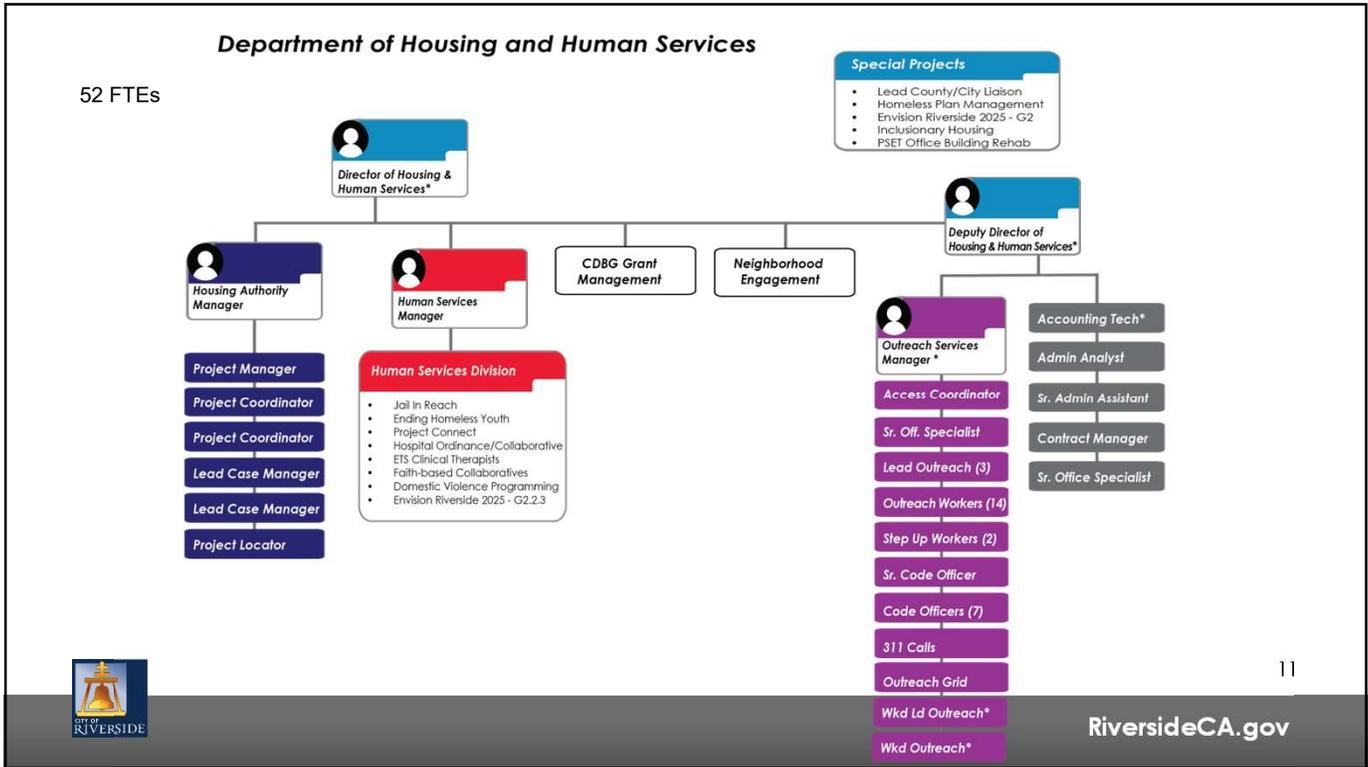 Department of Housing and Human Services
52 FTEs
Special Projects
• Lead County/City Liaison
• Homeless Plan Management
• Envision Riverside 2025 - G2
• Inclusionary Housing
• PSET Office Building Rehab
Director of Housing &
Human Services*
Deputy Director of
Housing & Human Services*
Housing Authority
Manager
Human Services
Manager
CDBG Grant
Management
Neighborhood
Engagement
Project Manager
Project Coordinator
Project Coordinator
Lead Case Manager
Lead Case Manager
Project Locator
Human Services Division
• Jail In Reach
• Ending Homeless Youth
• Project Connect
• Hospital Ordinance/Collaborative
• ETS Clinical Therapists
• Faith-based Collaboratives
• Domestic Violence Programming
• Envision Riverside 2025 - G2.2.3
Outreach Services
Manager *
Access Coordinator
Sr. Off. Specialist
Lead Outreach (3)
Outreach Workers (14)
Step Up Workers (2)
Sr. Code Officer
Code Officers (7)
311 Calls
Outreach Grid
Wkd Ld Outreach*
Wkd Outreach*
Accounting Tech*
Admin Analyst
Sr. Admin Assistant
Contract Manager
Sr. Office Specialist
11
CITY OF
RIVERSIDE
RiversideCA.gov